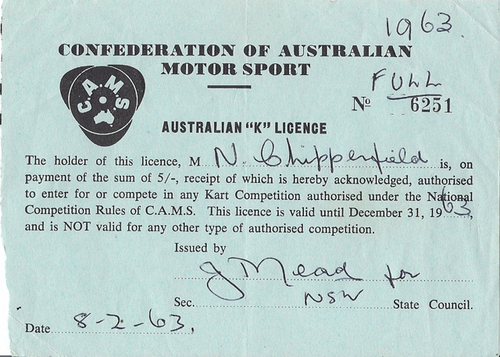 1963.
CONFEDERATION OF AUSTRALIAN
MOTOR SPORT
FULL
No 6251
CAMS
AUSTRALIAN "K" LICENCE
The holder of this licence, M N. Chippenfield is, on
payment of the sum of 5/-, receipt of which is hereby acknowledged, authorised
to enter for or compete in any Kart Competition authorised under the National
Competition Rules of C.A.M.S. This licence is valid until December 31, 1963,
and is NOT valid for any other type of authorised competition.
Issued by
J Mead for
Sec. NSW State Council.
Date 8-2-63.